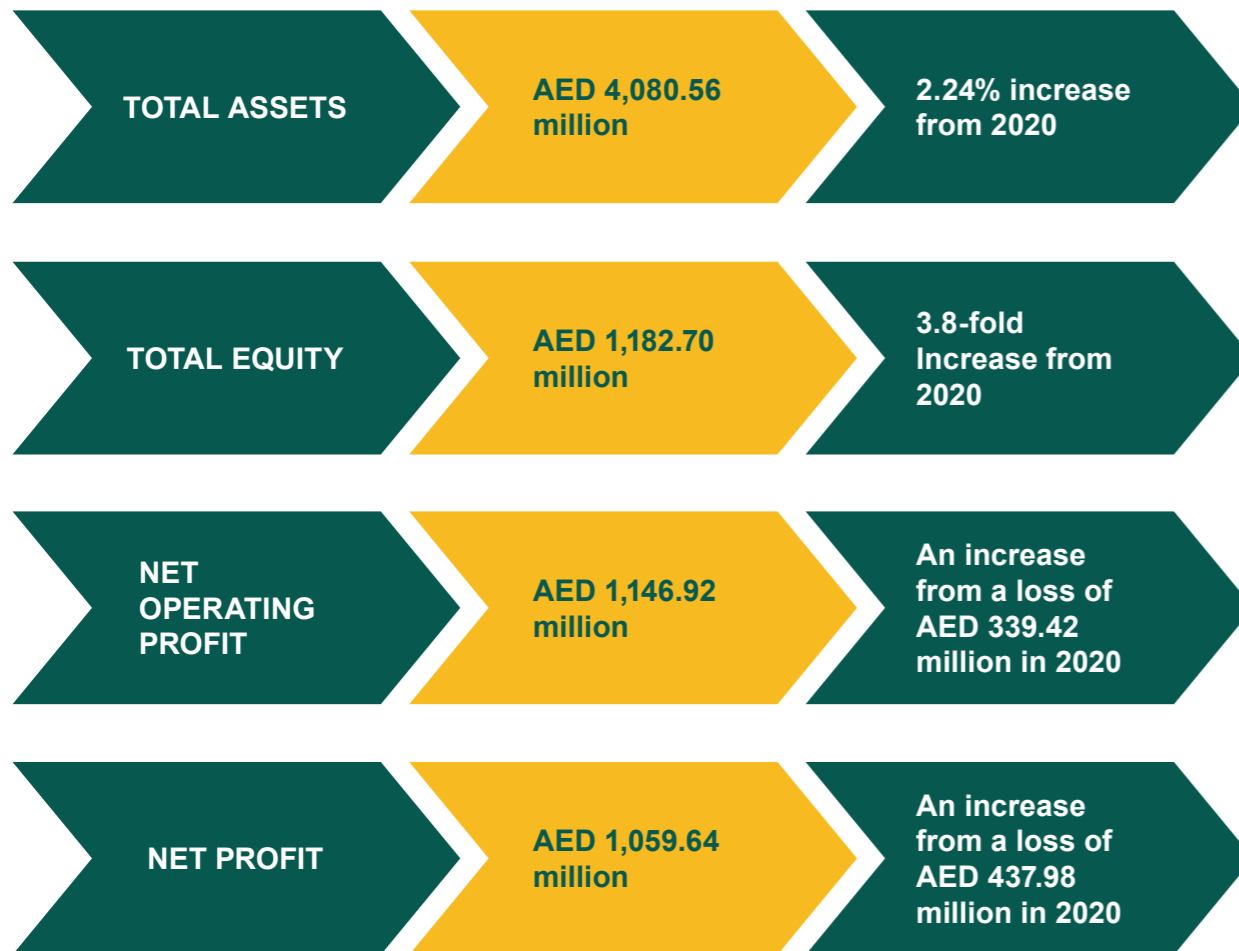 TOTAL ASSETS
AED 4,080.56
million
2.24% increase
from 2020
TOTAL EQUITY
AED 1,182.70
million
3.8-fold
Increase from
2020
NET
OPERATING
PROFIT
AED 1,146.92
million
An increase
from a loss of
AED 339.42
million in 2020
NET PROFIT
AED 1,059.64
million
An increase
from a loss of
AED 437.98
million in 2020